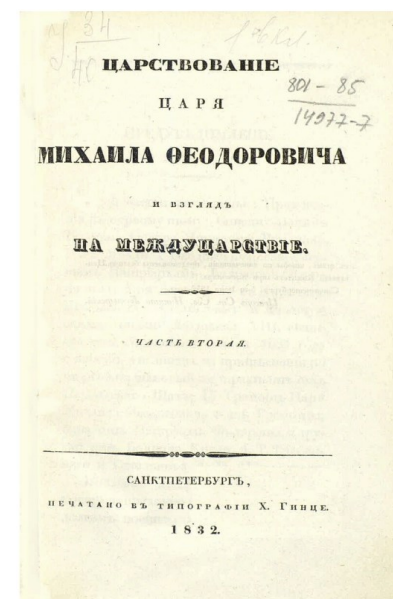 34
801 - 85
14977-7
ЦАРСТВОВАНІЕ
ЦАРЯ
МИХАИЛА ѲЕОДОРОВИЧА
И ВЗГЛЯДЪ
НА МЕЖДУЦАРСТВІЕ.
ЧАСТЬ ВТОРАЯ.
САНКТПЕТЕРБУРГЪ,
ПЕЧАТАНО ВЪ ТИПОГРАФІИ Х. ГИНЦЕ.
1832.